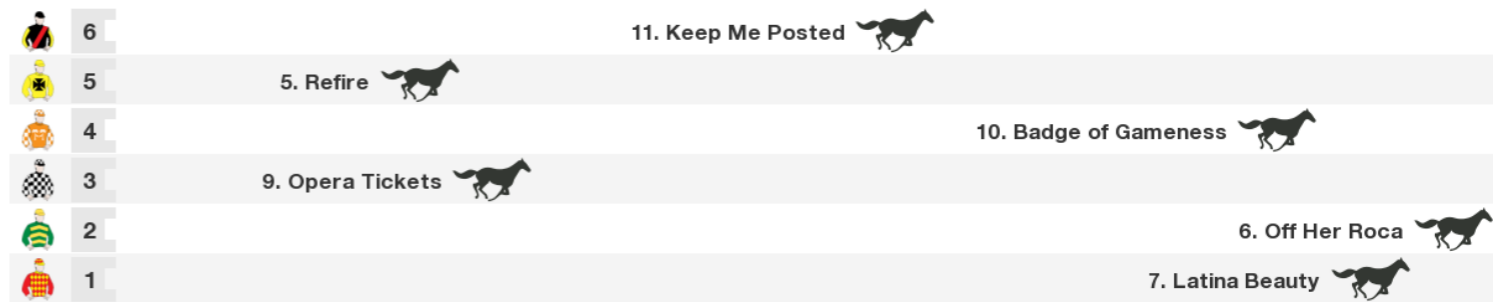 6 11. Keep Me Posted
5 5. Refire
4 10. Badge of Gameness
3 9. Opera Tickets
2 6. Off Her Roca
1 7. Latina Beauty